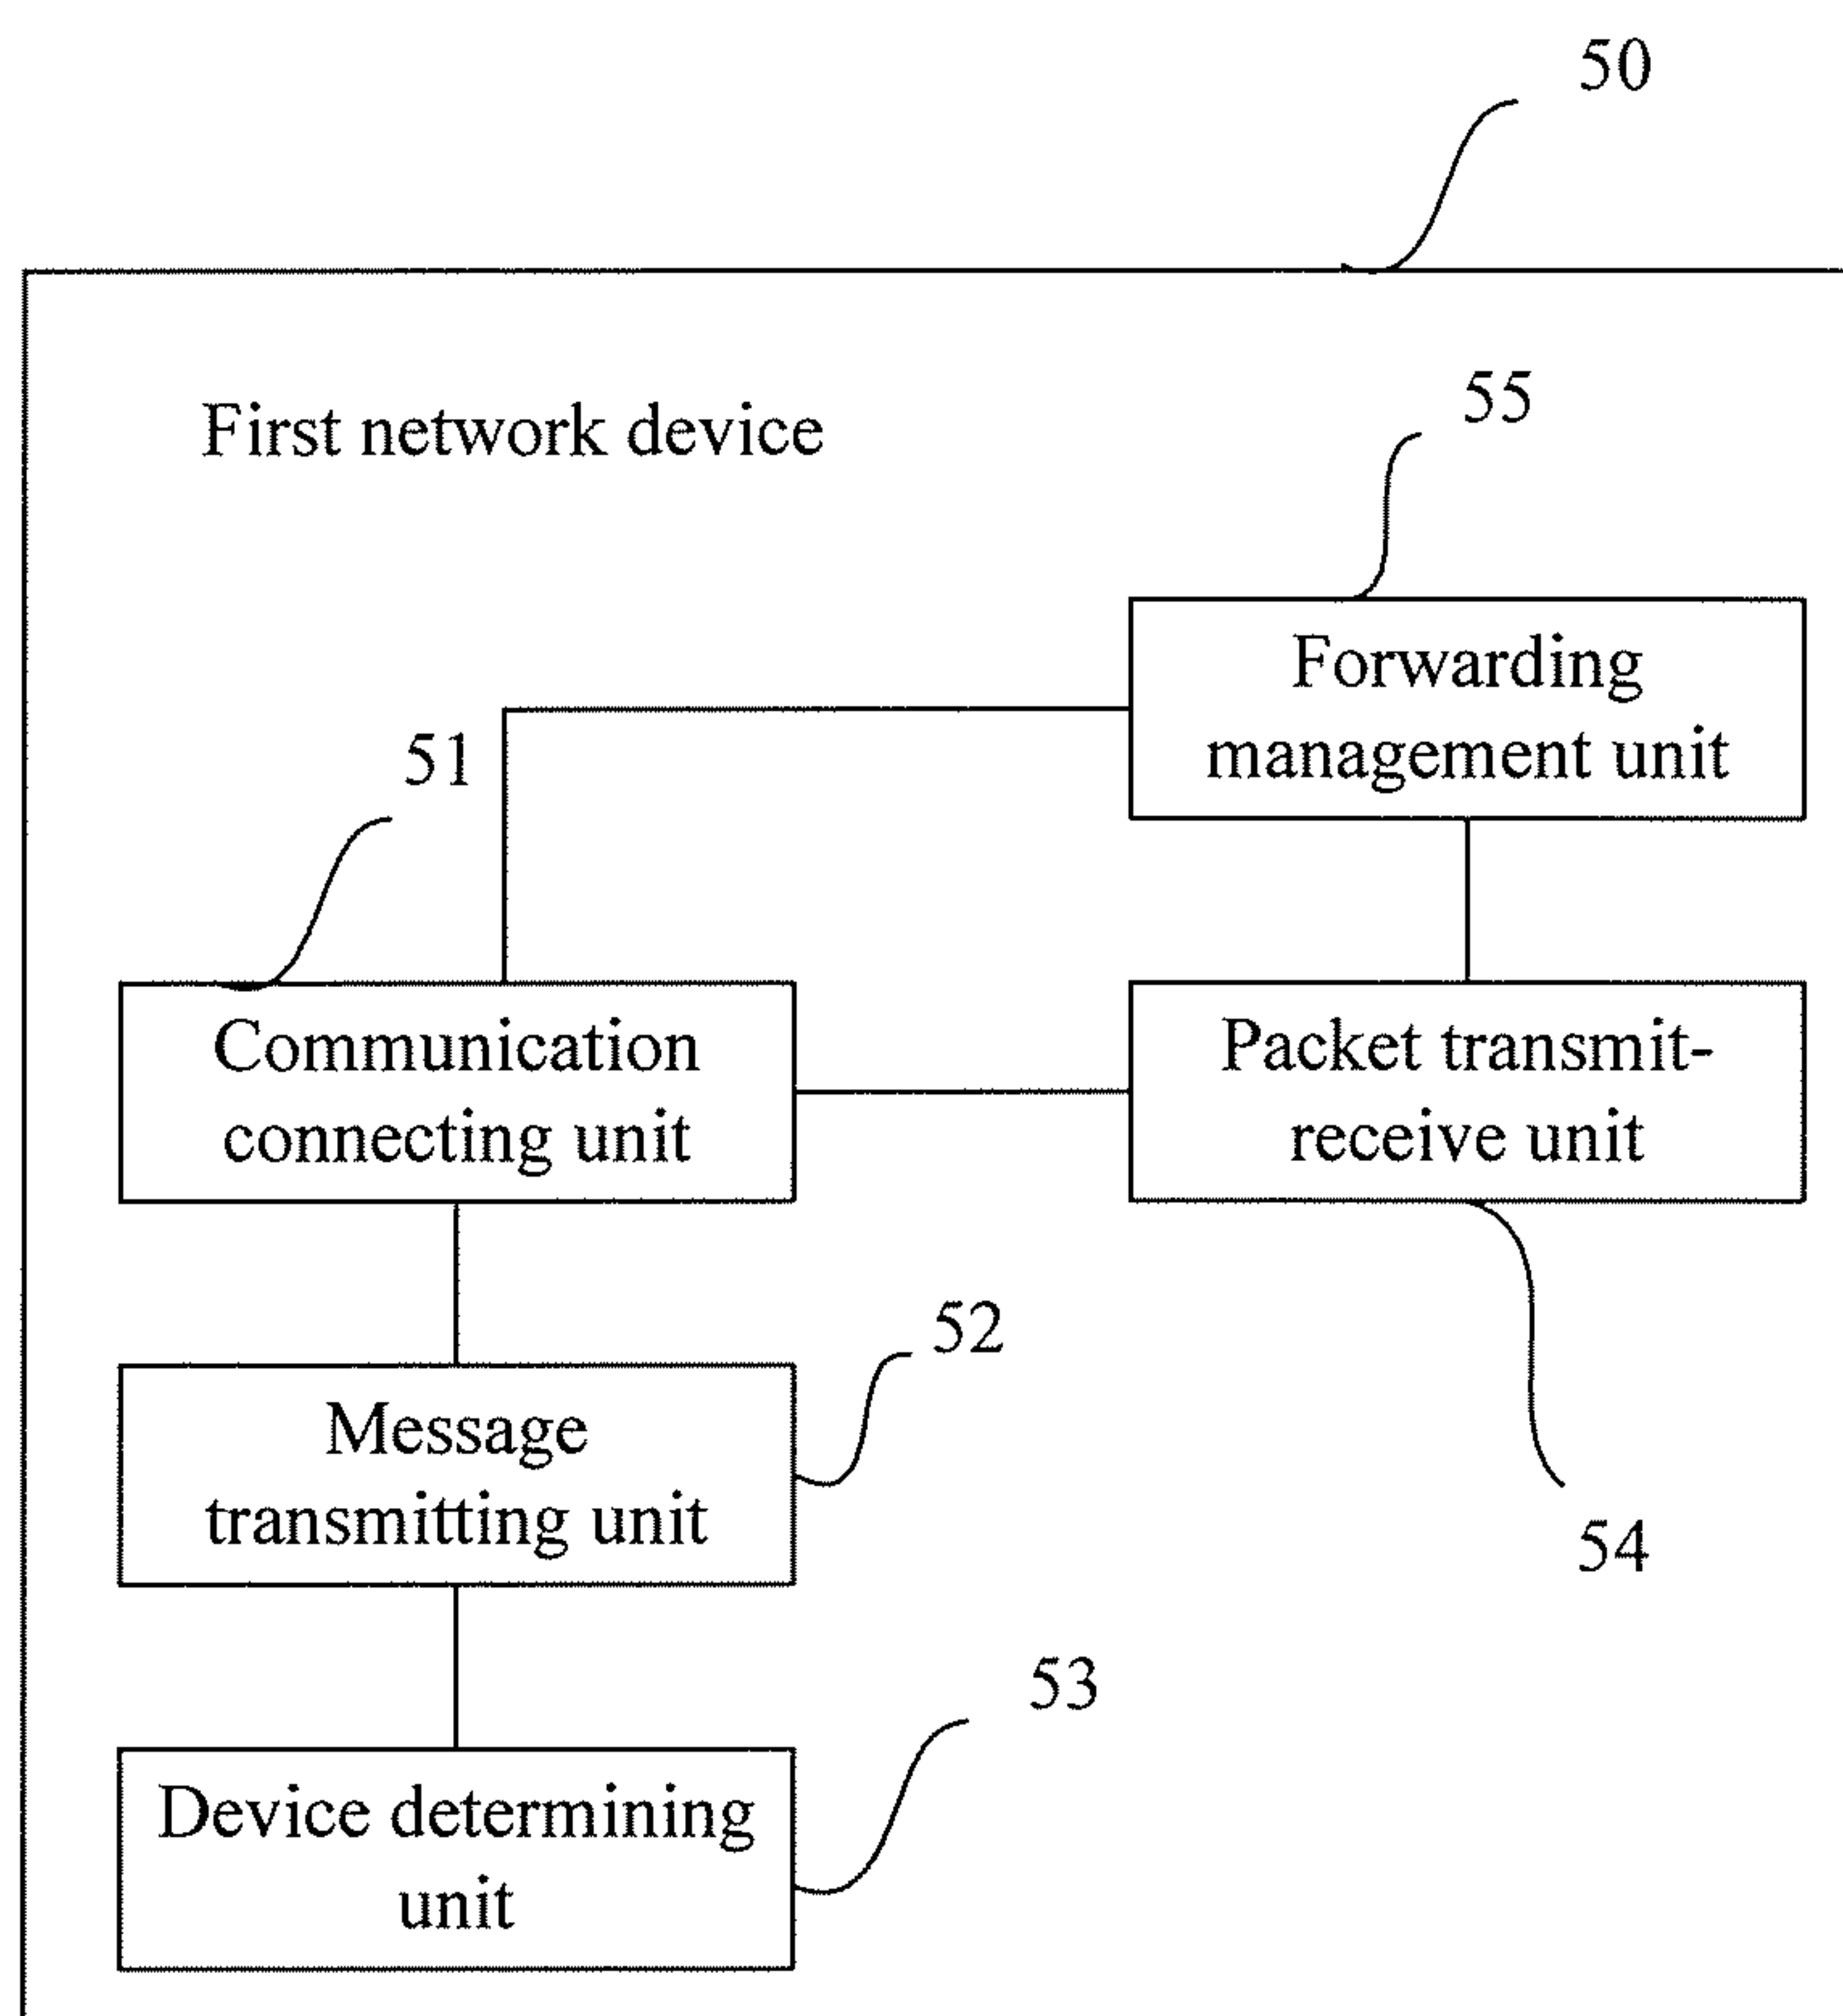 50
First network device
55
Forwarding
management unit
51
Communication
connecting unit
Packet transmit-
receive unit
52
Message
transmitting unit
54
53
Device determining
unit